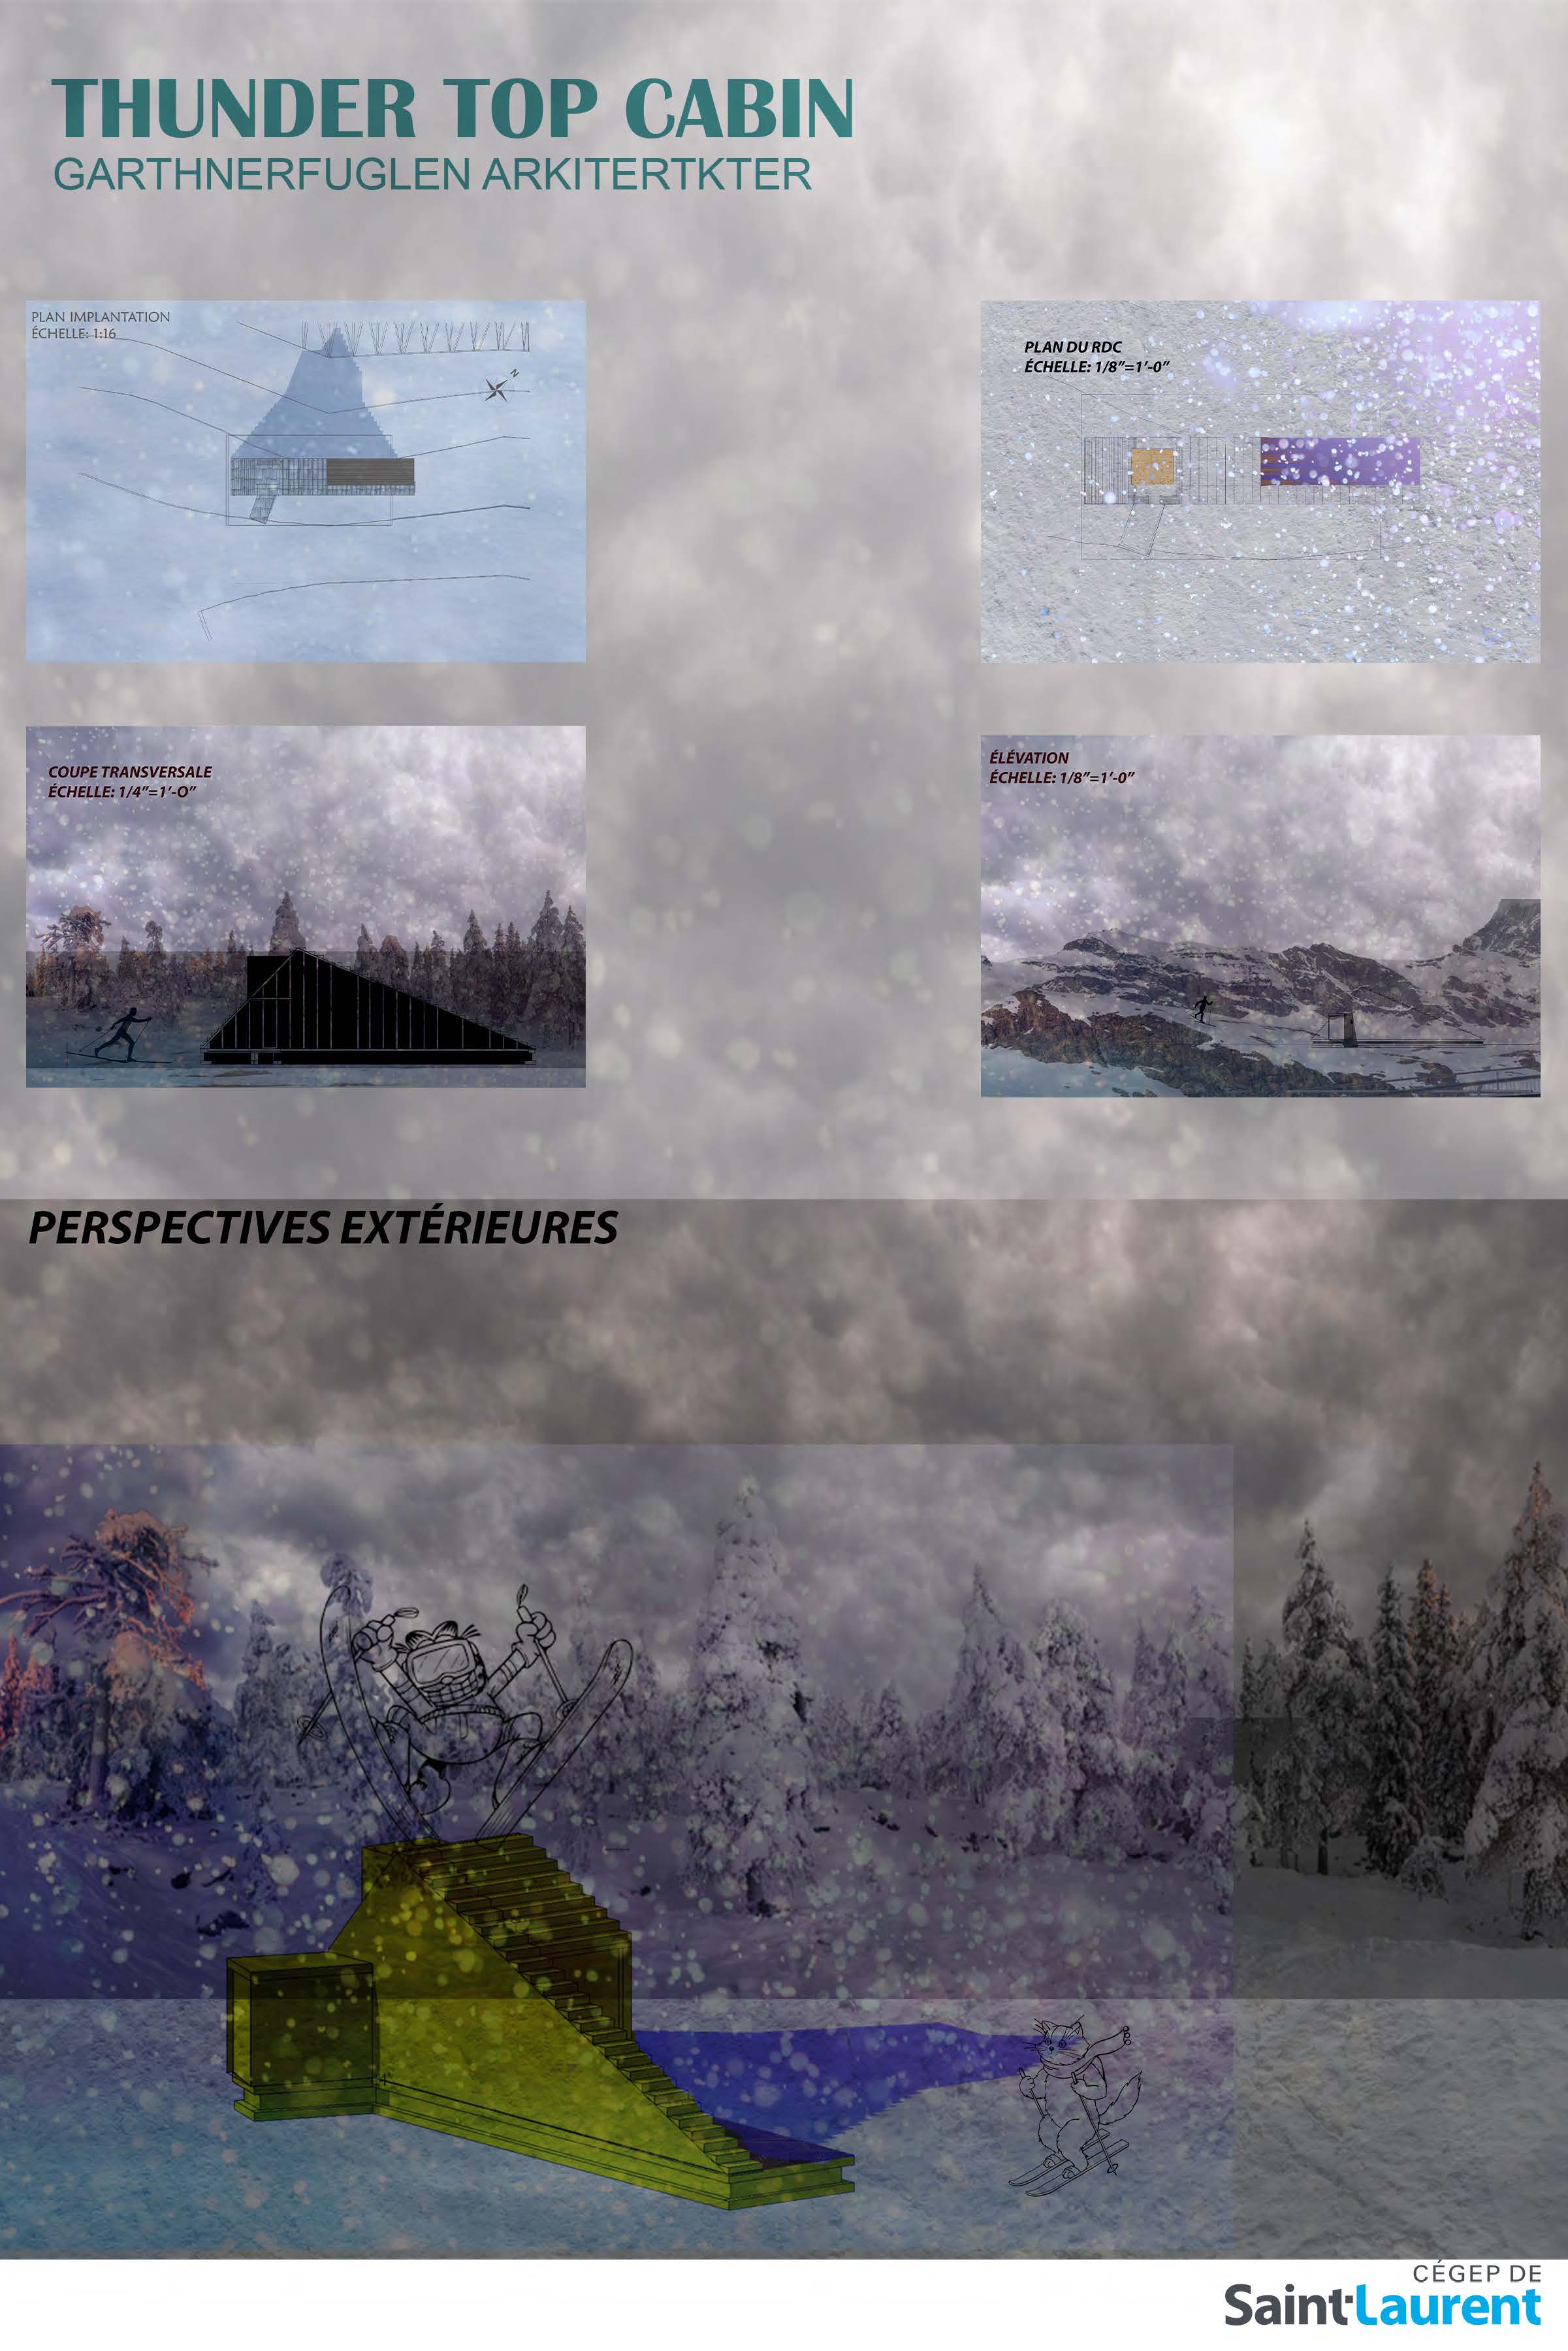 THUNDER TOP CABIN
GARTHNERFUGLEN ARKITERTKTER
PLAN IMPLANTATION
ÉCHELLE: 1:16
N
PLAN DU RDC
ÉCHELLE: 1/8”=1’-0”
COUPE TRANSVERSALE
ÉCHELLE: 1/4”=1’-O”
ÉLÉVATION
ÉCHELLE: 1/8”=1’-0”
PERSPECTIVES EXTÉRIEURES
CÉGEP DE
Saint-Laurent